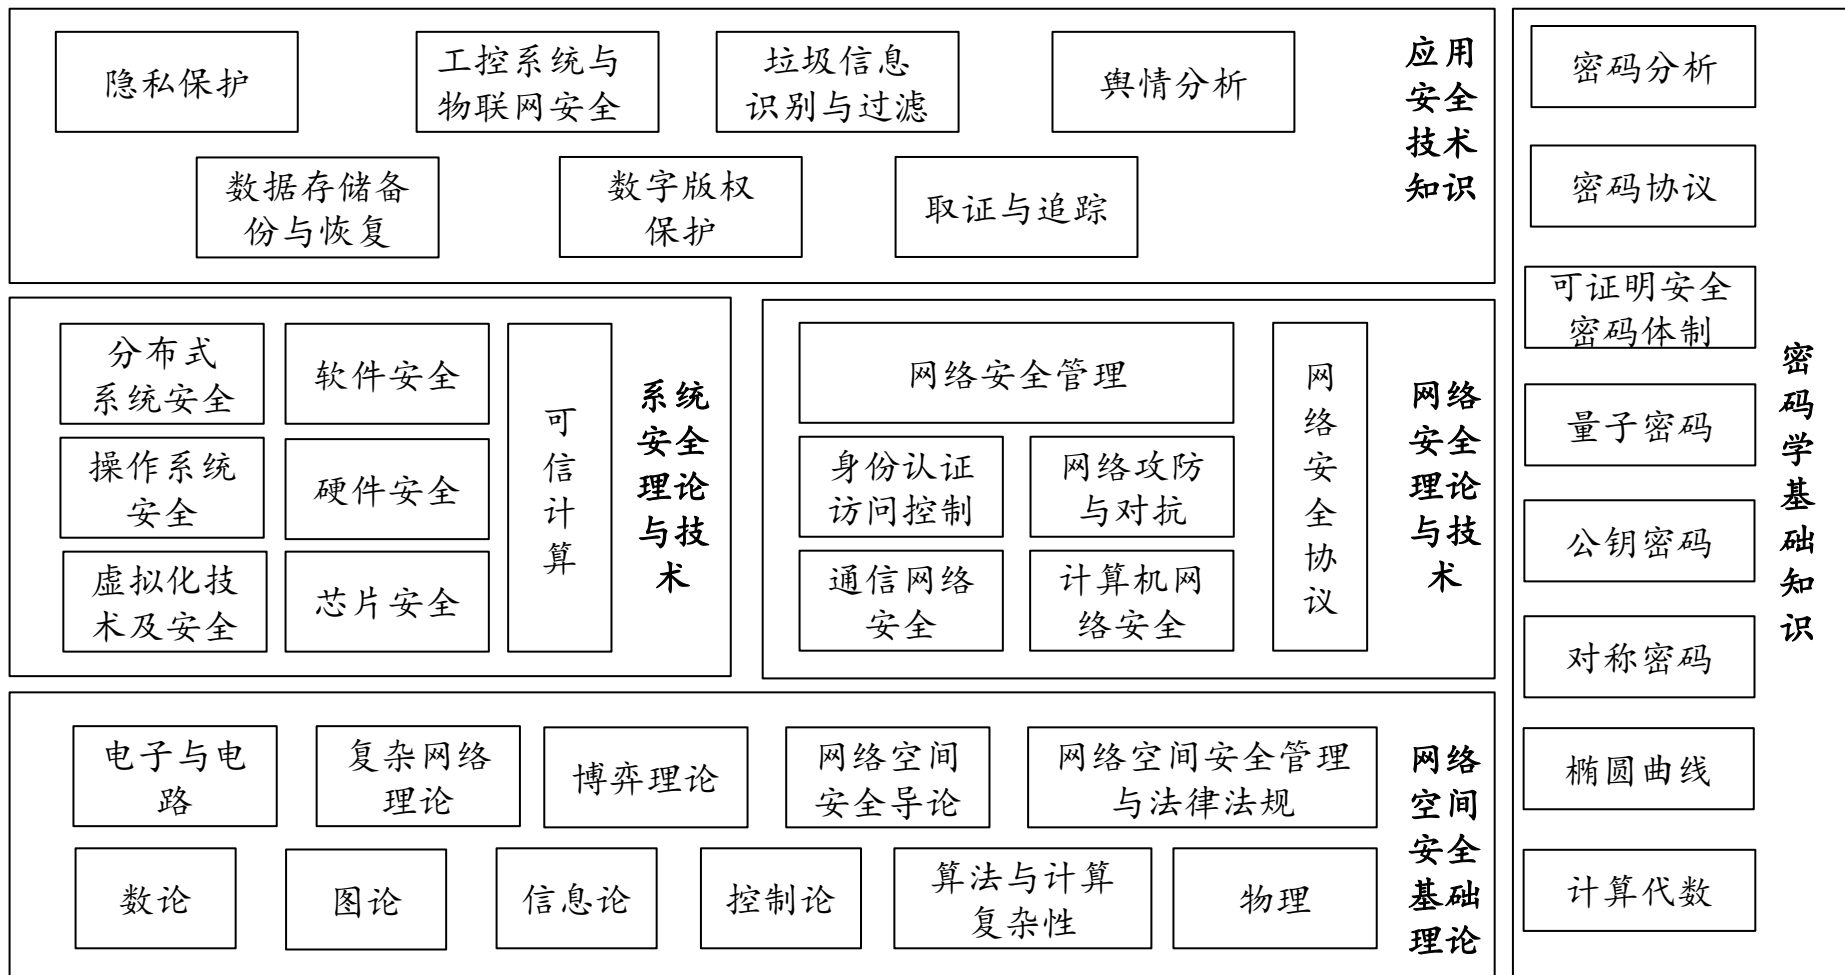 隐私保护
工控系统与
物联网安全
垃圾信息
识别与过滤
舆情分析
数据存储备
份与恢复
数字版权
保护
取证与追踪
应用
安全
技术
知识
分布式
系统安全
软件安全
操作系统
安全
硬件安全
虚拟化技
术及安全
芯片安全
可
信
计
算
系统
安全
理论
与技
术
网络安全管理
身份认证
访问控制
网络攻防
与对抗
通信网络
安全
计算机网
络安全
网
络
安
全
协
议
网络
安全
理论
与技
术
电子与电
路
复杂网络
理论
博弈理论
网络空间
安全导论
网络空间安全管理
与法律法规
数论
图论
信息论
控制论
算法与计算
复杂性
物理
网络
空间
安全
基础
理论
密码分析
密码协议
可证明安全
密码体制
量子密码
公钥密码
对称密码
椭圆曲线
计算代数
密
码
学
基
础
知
识